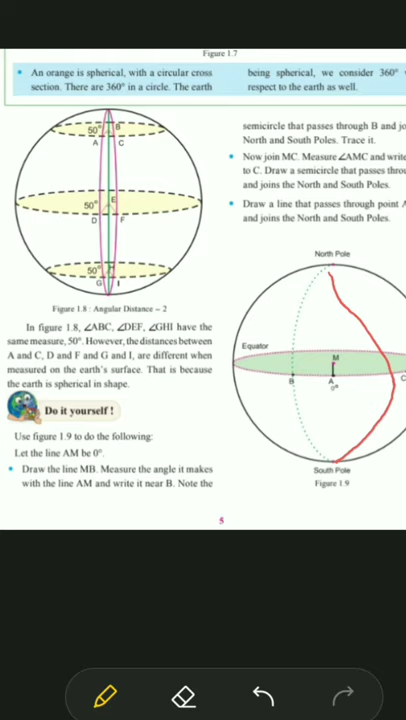 Figure 1.7
• An orange is spherical, with a circular cross
section. There are 360° in a circle. The earth
being spherical, we consider 360°
respect to the earth as well.
50°
B
A
C
50°
E
D
F
50°
H
G
I
Figure 1.8 : Angular Distance – 2
In figure 1.8, ∠ABC, ∠DEF, ∠GHI have the
same measure, 50°. However, the distances between
A and C, D and F and G and I, are different when
measured on the earth's surface. That is because
the earth is spherical in shape.
Do it yourself !
Use figure 1.9 to do the following:
Let the line AM be 0°.
• Draw the line MB. Measure the angle it makes
with the line AM and write it near B. Note the
semicircle that passes through B and jo
North and South Poles. Trace it.
• Now join MC. Measure ∠AMC and write
to C. Draw a semicircle that passes throu
and joins the North and South Poles.
• Draw a line that passes through point A
and joins the North and South Poles.
North Pole
Equator
M
B
A
C
0°
South Pole
Figure 1.9
5